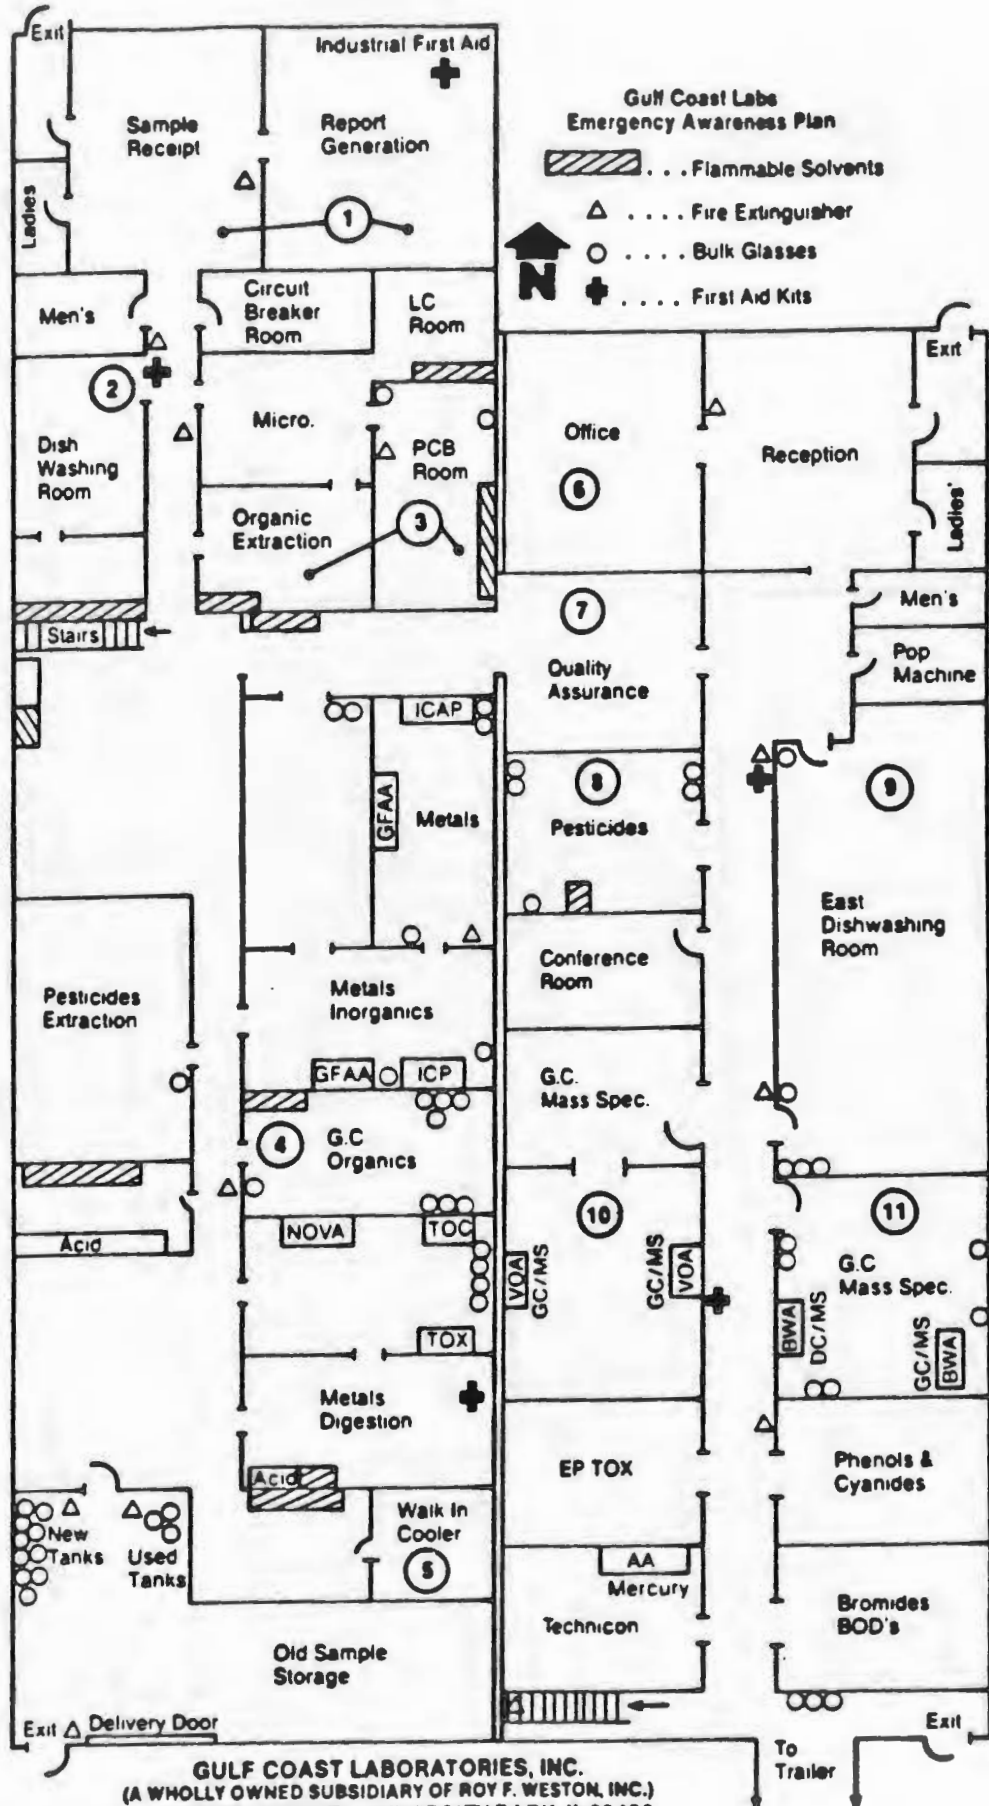 Exit
Industrial First Aid
Sample
Receipt
Report
Generation
1
Ladies
Gulf Coast Labs
Emergency Awareness Plan
. . . Flammable Solvents
. . . . Fire Extinguisher
. . . . Bulk Glasses
. . . . First Aid Kits
N
Men's
Circuit
Breaker
Room
LC
Room
2
Dish
Washing
Room
Micro.
PCB
Room
Organic
Extraction
3
Stairs
Exit
Office
6
Reception
Ladies'
7
Quality
Assurance
Men's
Pop
Machine
ICAP
GFAA
Metals
8
Pesticides
9
East
Dishwashing
Room
Pesticides
Extraction
Metals
Inorganics
GFAA
ICP
Conference
Room
G.C.
Mass Spec.
4
G.C
Organics
Acid
NOVA
TOC
TOX
10
VOA
GC/MS
GC/MS
VOA
11
G.C
Mass Spec.
BWA
DC/MS
GC/MS
BWA
Metals
Digestion
Acid
EP TOX
Phenols &
Cyanides
New
Tanks
Used
Tanks
Walk In
Cooler
5
AA
Mercury
Technicon
Bromides
BOD's
Old Sample
Storage
Exit
Delivery Door
To
Trailer
Exit
GULF COAST LABORATORIES, INC.
(A WHOLLY OWNED SUBSIDIARY OF ROY F. WESTON, INC.)